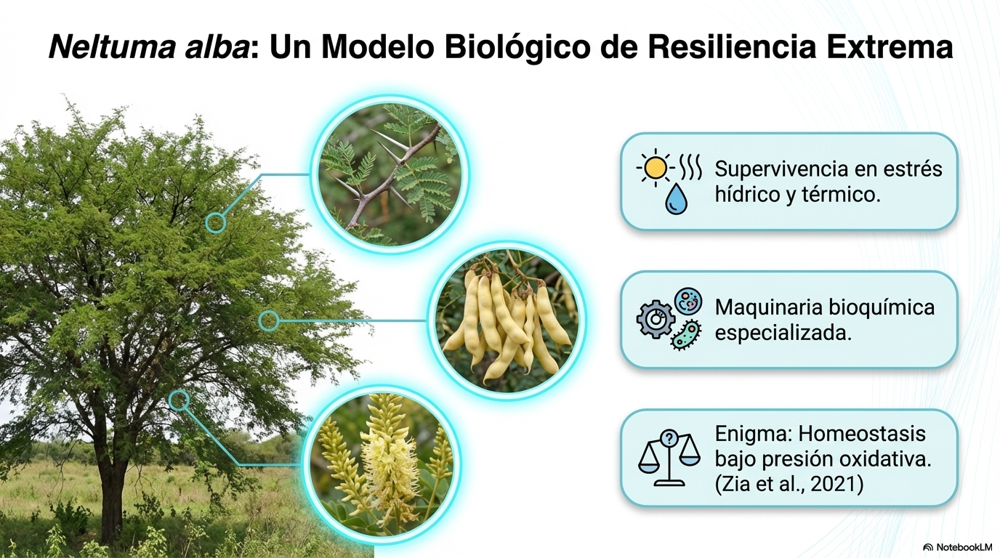 Neltuma alba: Un Modelo Biológico de Resiliencia Extrema
Supervivencia en estrés
hídrico y térmico.
Maquinaria bioquímica
especializada.
?
Enigma: Homeostasis
bajo presión oxidativa.
(Zia et al., 2021)
NotebookLM